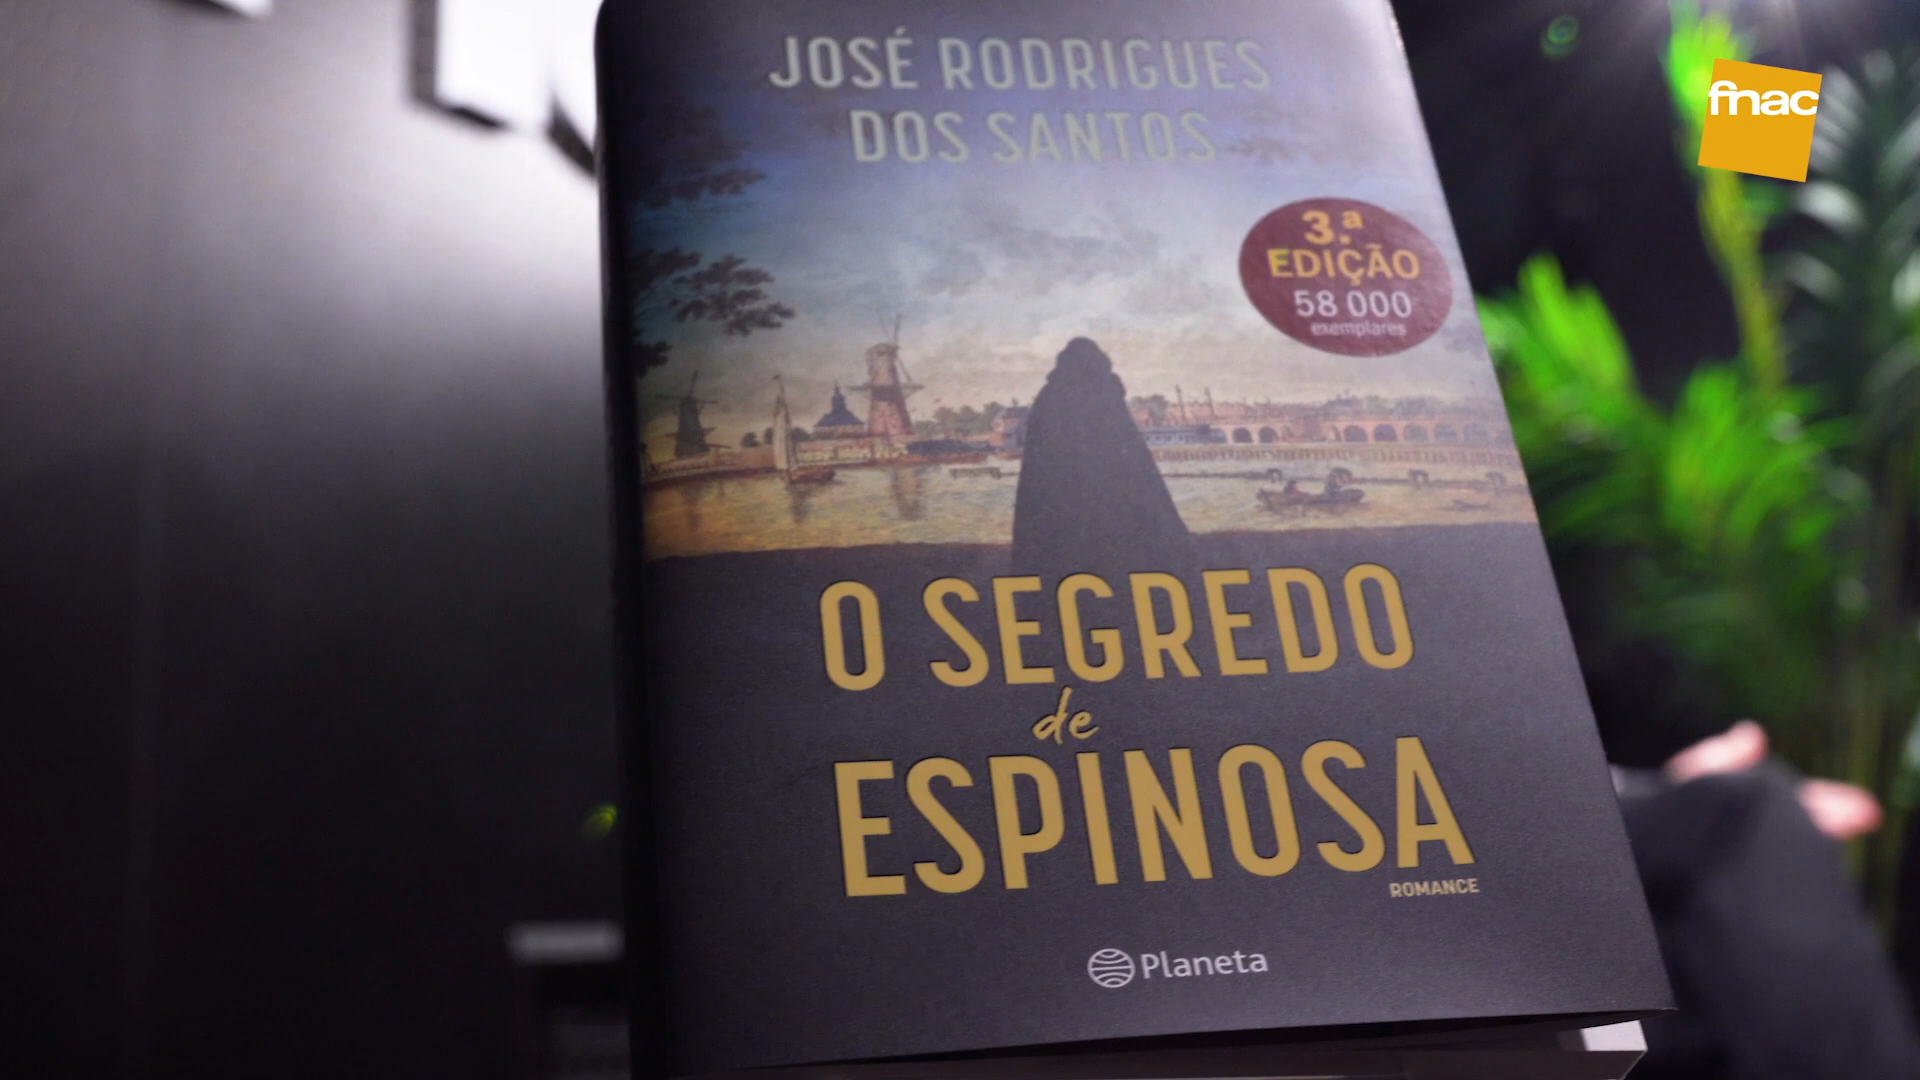 JOSÉ RODRIGUES
DOS SANTOS
fnac
3.ª
EDIÇÃO
58 000
exemplares
O SEGREDO
de
ESPINOSA
ROMANCE
Planeta